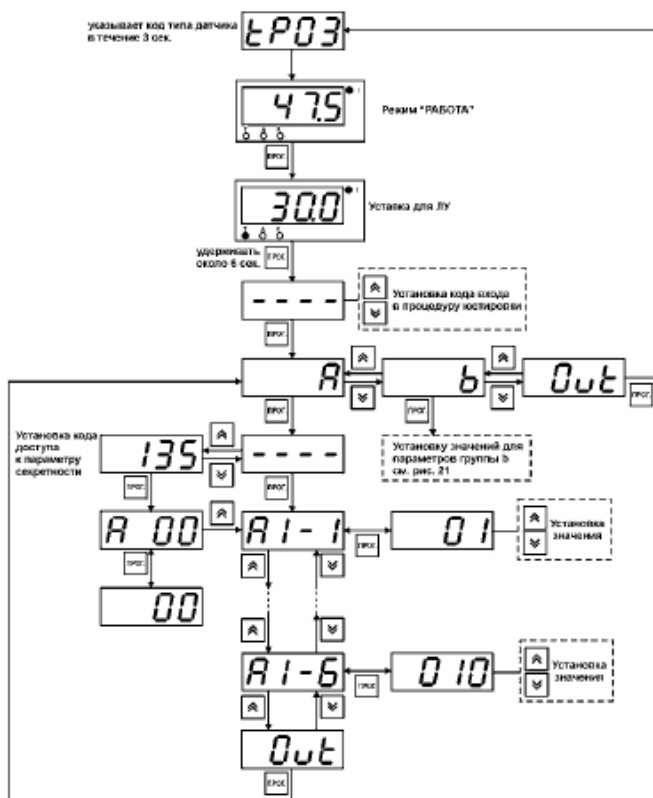 указывает код типа датчика
в течение 3 сек.
tP03
47.5
1
Режим "РАБОТА"
ПРОГ.
30.0
1
Уставка для ЛУ
удерживать
около 6 сек.
ПРОГ.
- - - -
Установка кода входа
в процедуру юстировки
ПРОГ.
A
b
Out
ПРОГ.
ПРОГ.
ПРОГ.
Установка кода
доступа
к параметру
секретности
135
- - - -
Установку значений для
параметров группы b
см. рис. 21
ПРОГ.
ПРОГ.
A 00
A1-1
ПРОГ.
01
Установка
значения
ПРОГ.
00
A1-6
ПРОГ.
010
Установка
значения
Out
ПРОГ.